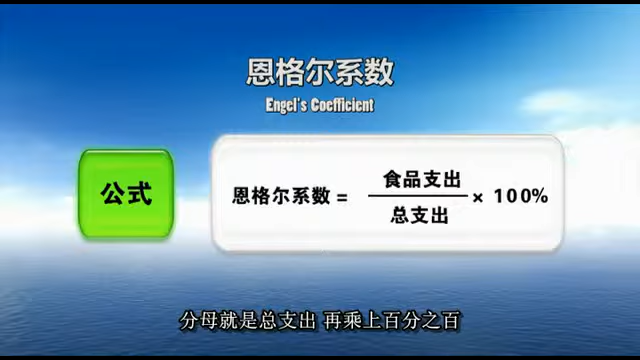 恩格尔系数
Engel's Coefficient
公式
恩格尔系数 = 食品支出 / 总支出 × 100%
分母就是总支出 再乘上百分之百